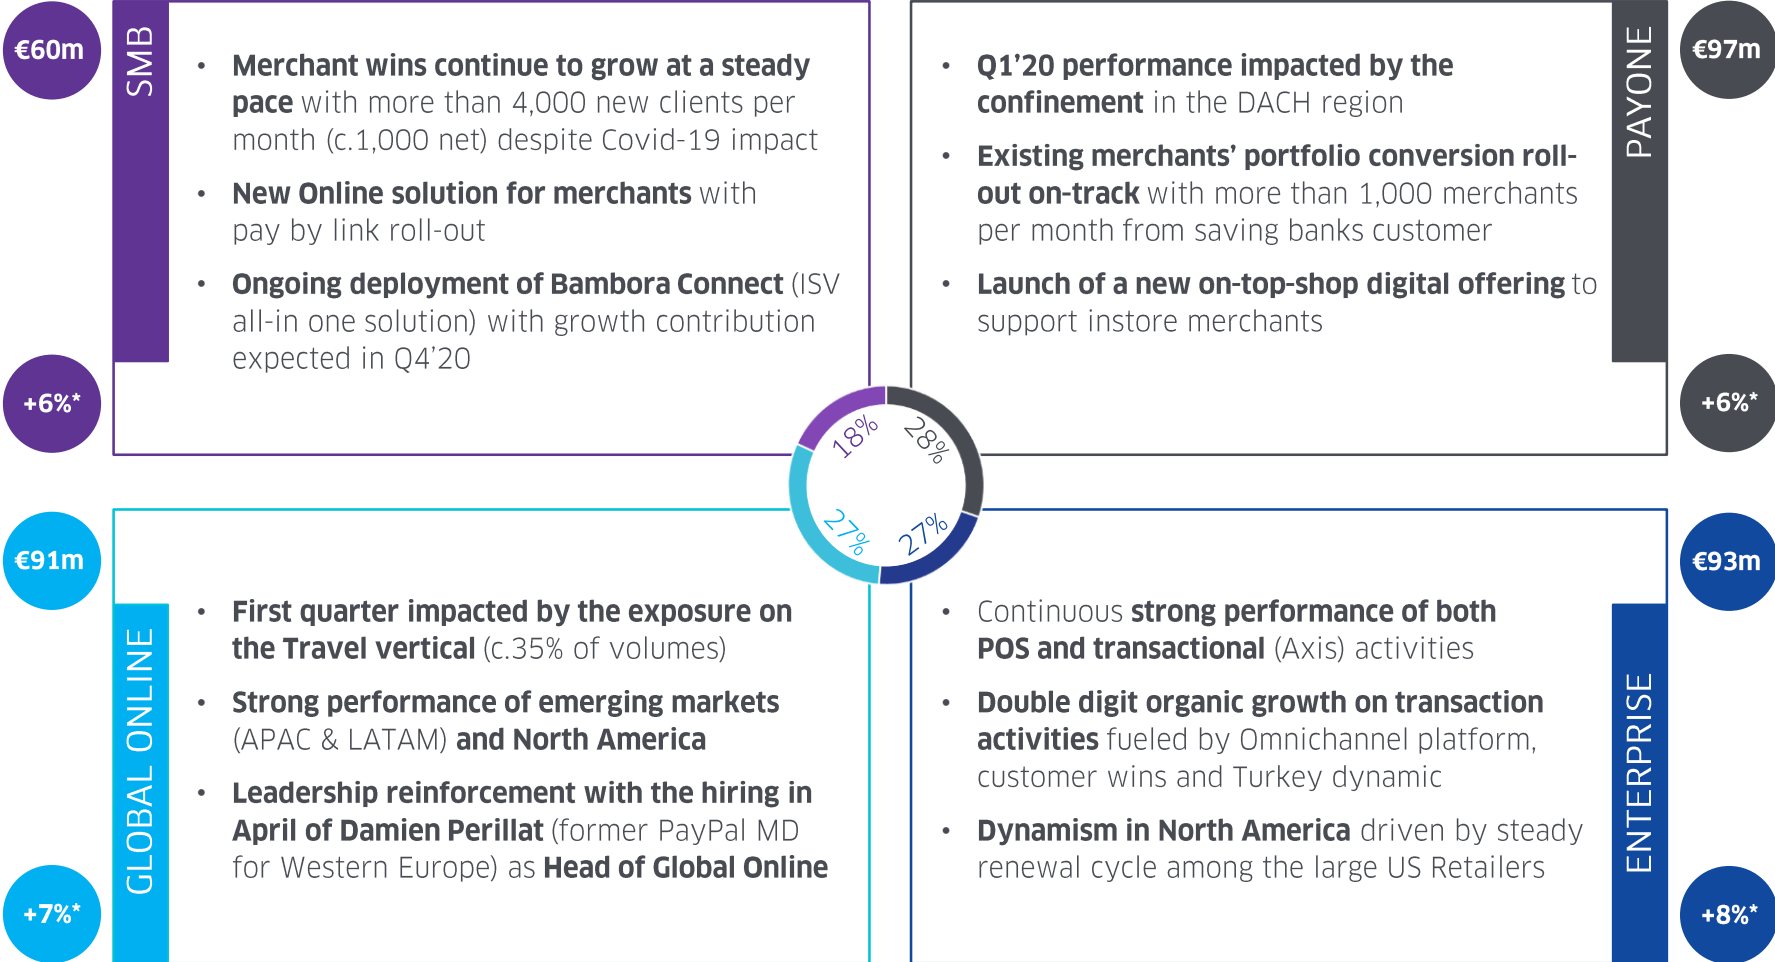 €60m
SMB
• Merchant wins continue to grow at a steady
pace with more than 4,000 new clients per
month (c.1,000 net) despite Covid-19 impact
• New Online solution for merchants with
pay by link roll-out
• Ongoing deployment of Bambora Connect (ISV
all-in one solution) with growth contribution
expected in Q4’20
+6%*
• Q1’20 performance impacted by the
confinement in the DACH region
• Existing merchants’ portfolio conversion roll-
out on-track with more than 1,000 merchants
per month from saving banks customer
• Launch of a new on-top-shop digital offering to
support instore merchants
PAYONE
€97m
+6%*
18%
28%
27%
27%
€91m
GLOBAL ONLINE
• First quarter impacted by the exposure on
the Travel vertical (c.35% of volumes)
• Strong performance of emerging markets
(APAC & LATAM) and North America
• Leadership reinforcement with the hiring in
April of Damien Perillat (former PayPal MD
for Western Europe) as Head of Global Online
+7%*
• Continuous strong performance of both
POS and transactional (Axis) activities
• Double digit organic growth on transaction
activities fueled by Omnichannel platform,
customer wins and Turkey dynamic
• Dynamism in North America driven by steady
renewal cycle among the large US Retailers
ENTERPRISE
€93m
+8%*